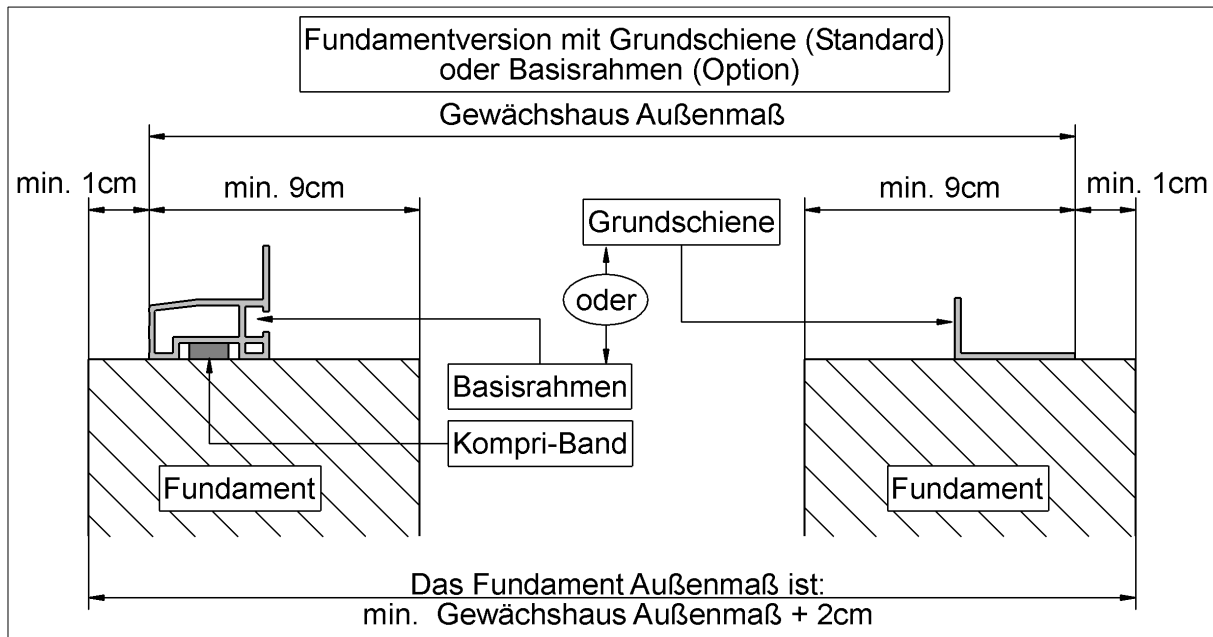 Fundamentversion mit Grundschiene (Standard)
oder Basisrahmen (Option)
Gewächshaus Außenmaß
min. 1cm
min. 9cm
min. 9cm
min. 1cm
Grundschiene
oder
Basisrahmen
Kompri-Band
Fundament
Fundament
Das Fundament Außenmaß ist:
min. Gewächshaus Außenmaß + 2cm